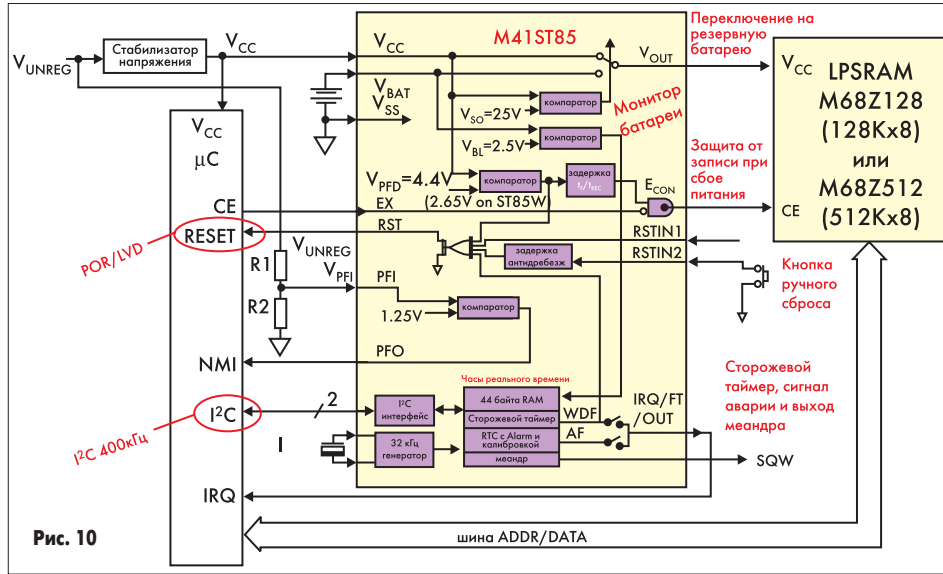 M41ST85
Переключение на
резервную
батарею
Стабилизатор
напряжения
V_CC
V_CC
V_OUT
V_UNREG
V_BAT
V_SS
V_CC
LPSRAM
M68Z128
(128Kx8)
или
M68Z512
(512Kx8)
CE
V_CC
µC
компаратор
V_SO=25V
Монитор
батареи
компаратор
V_BL=2.5V
Защита от
записи при
сбое
питания
V_PFD=4.4V
компаратор
(2.65V on ST85W)
задержка
E_CON
CE
EX
RESET
RST
POR/LVD
RSTIN1
задержка
антидребезж
RSTIN2
V_UNREG
R1
V_PFI
PFI
Кнопка
ручного
сброса
R2
1.25V
компаратор
NMI
PFO
Сторожевой
таймер, сигнал
аварии и выход
меандра
Часы реального времени
I²C
2
I²C
интерфейс
44 байта RAM
Сторожевой таймер
WDF
IRQ/FT
/OUT
I²C 400кГц
I
32 кГц
генератор
RTC с Alarm и
калибровкой
AF
меандр
SQW
IRQ
Рис. 10
шина ADDR/DATA